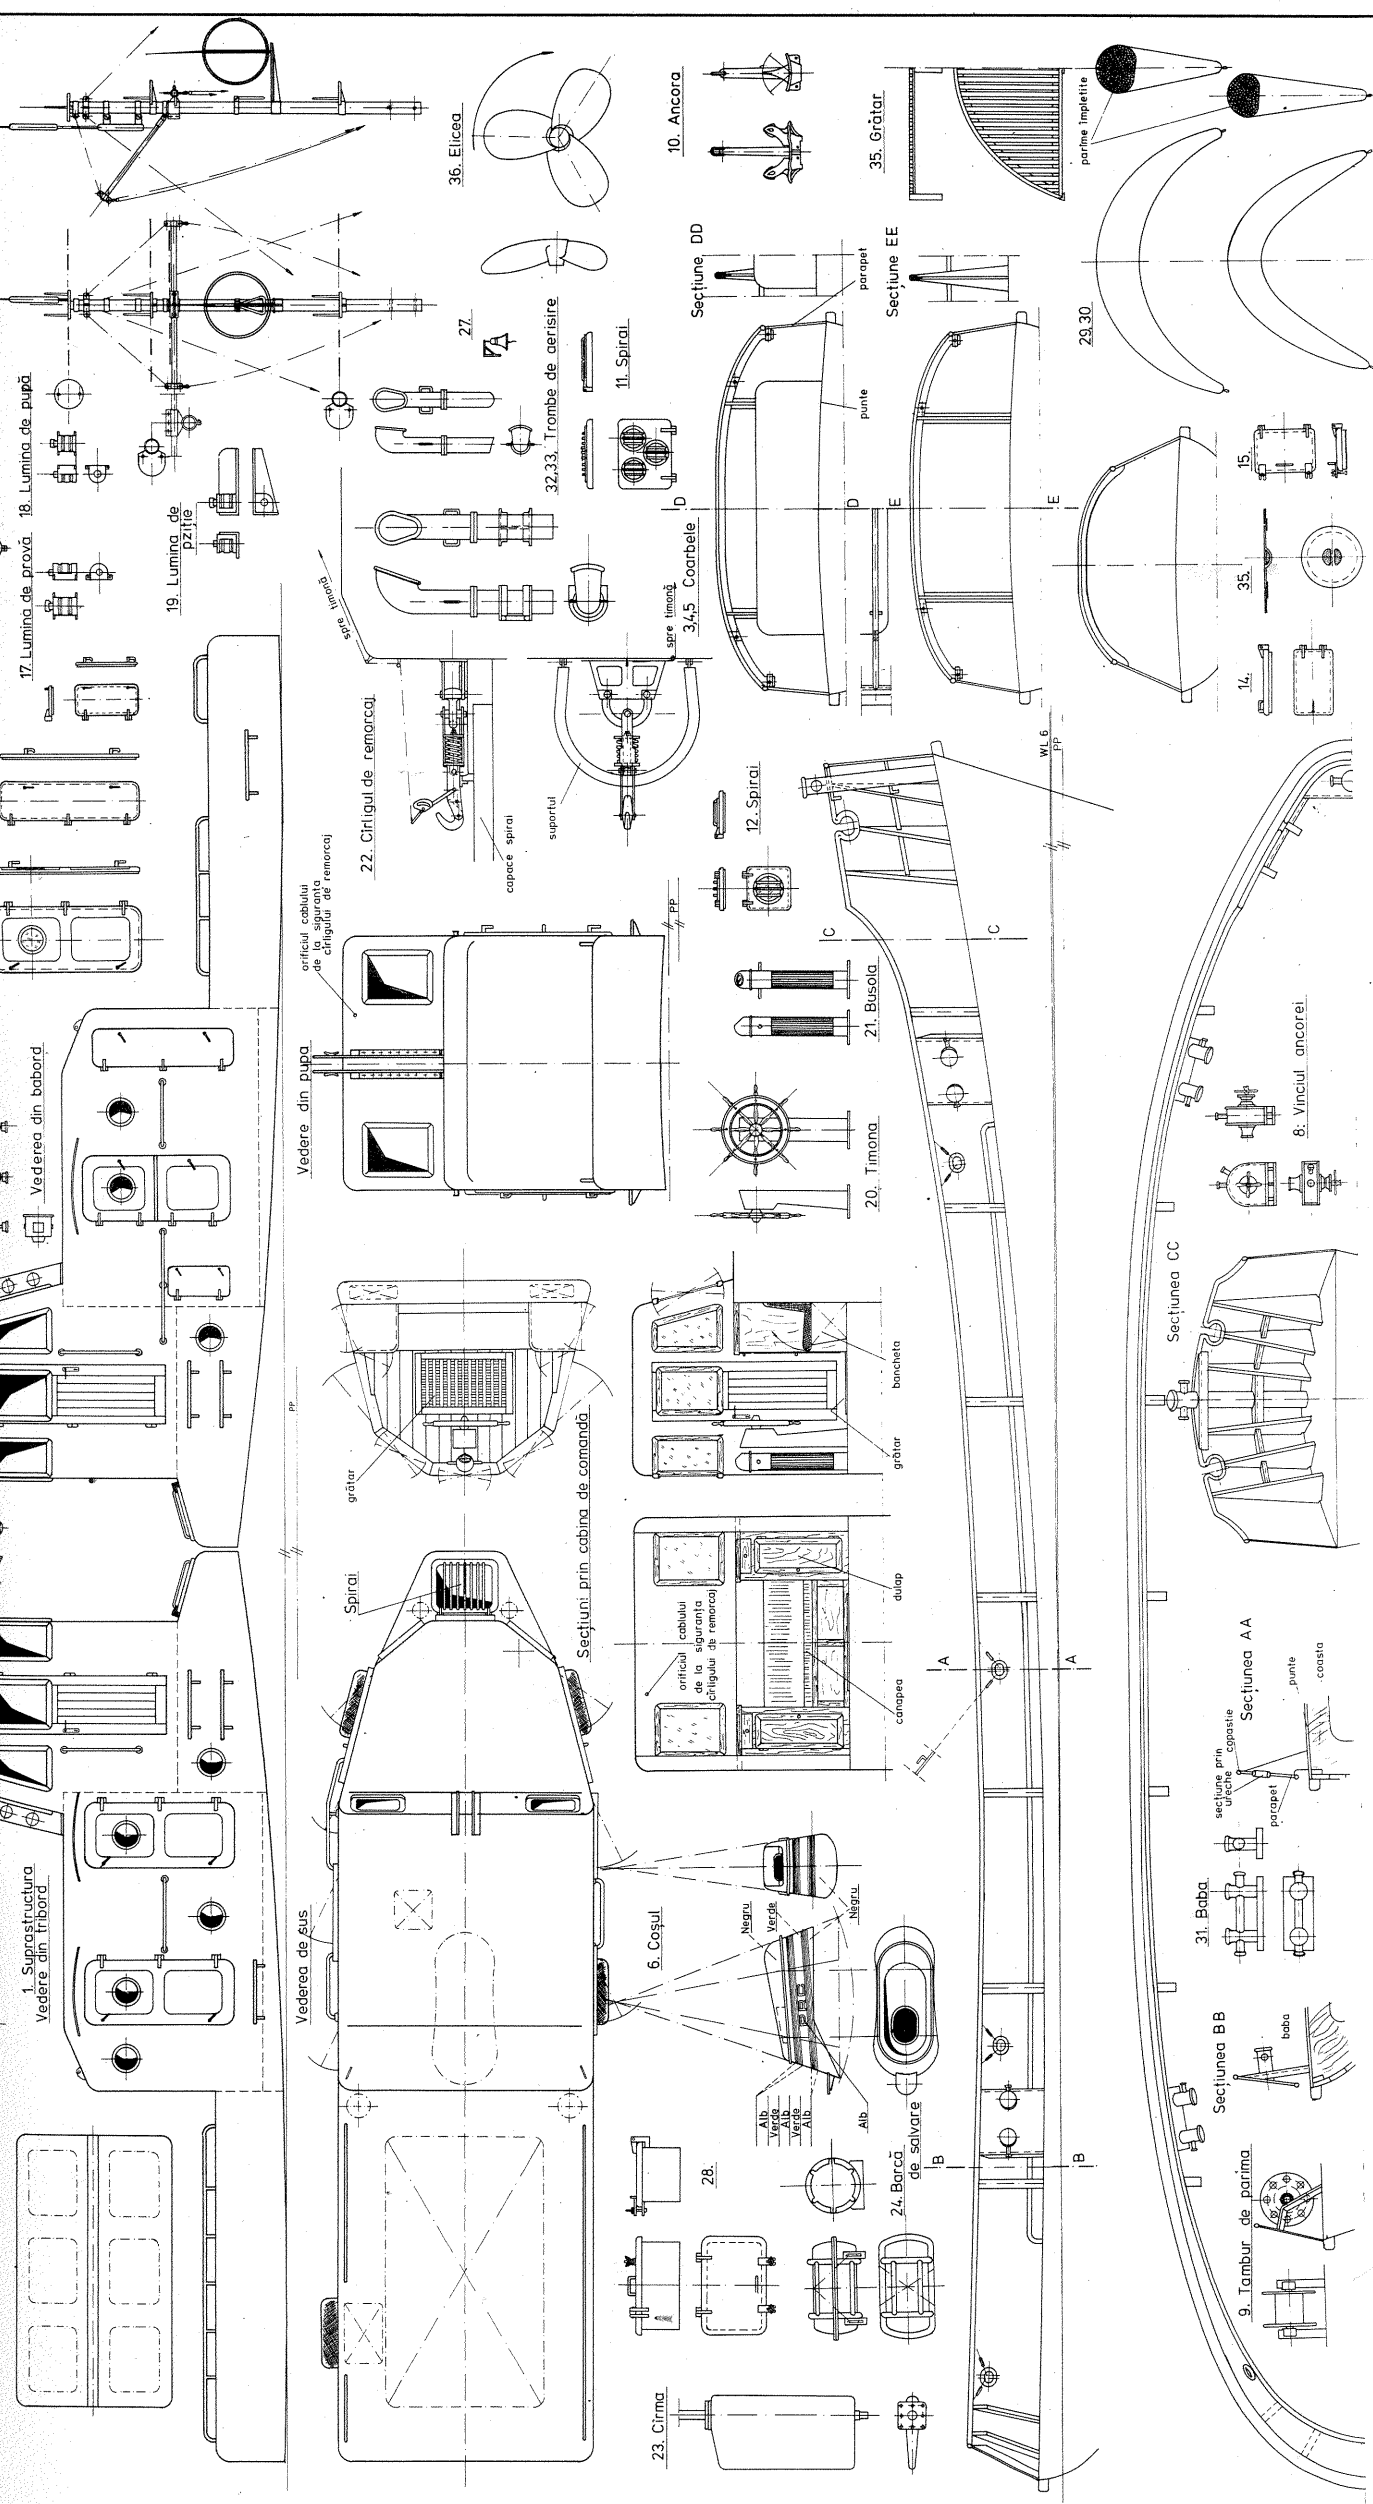 1. Suprastructura
Vedere din tribord
Vederea din babord
17. Lumina de provă
18. Lumina de pupă
19. Lumina de
pziție
Vederea de sus
Spirai
Vedere din pupa
orificiul cablului
de la siguranta
cîrligului de remorcaj
22. Cîrligul de remorcaj
spre timonă
capace spirai
suportul
spre timonă
36. Elicea
27.
32,33. Trombe de aerisire
11. Spirai
10. Ancora
35. Grătar
parîme împletite
29,30
3,4,5 Coarbele
Secțiune DD
Secțiune EE
parapet
punte
D
D
E
E
12. Spirai
14.
35.
15.
grătar
Secțiuni prin cabina de comandă
orificiul cablului
de la siguranța
cîrligului de remorcaj
canapea
dulap
grătar
bancheta
20. Timona
21. Busola
6. Coșul
Negru
Verde
Negru
Alb
Verde
Alb
Verde
Alb
Alb
23. Cîrma
28.
24. Barcă
de salvare
B
B
A
A
C
C
WL 6
PP
PP
PP
9. Tambur de parîma
Secțiunea BB
baba
31. Baba
Secțiunea AA
secțiune prin
ureche
copastie
parapet
punte
coasta
Secțiunea CC
8: Vinciul ancorei